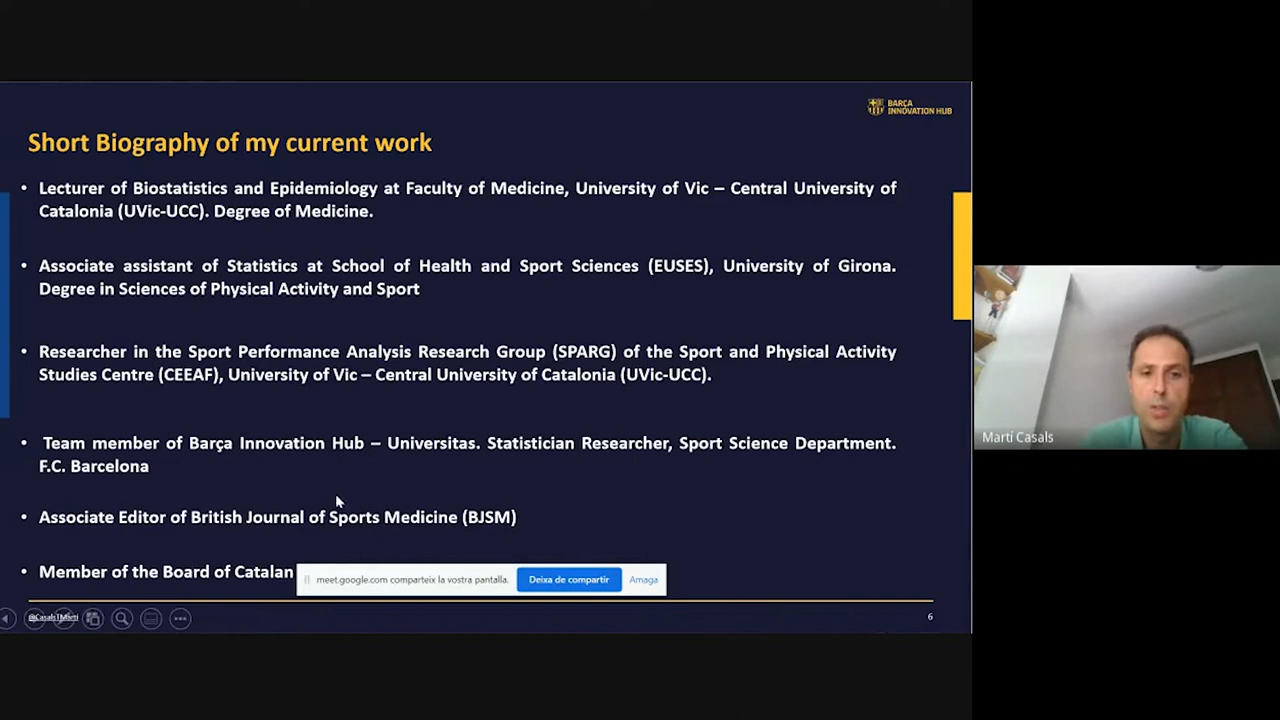 BARÇA
INNOVATION HUB
Short Biography of my current work
• Lecturer of Biostatistics and Epidemiology at Faculty of Medicine, University of Vic – Central University of
Catalonia (UVic-UCC). Degree of Medicine.
• Associate assistant of Statistics at School of Health and Sport Sciences (EUSES), University of Girona.
Degree in Sciences of Physical Activity and Sport
• Researcher in the Sport Performance Analysis Research Group (SPARG) of the Sport and Physical Activity
Studies Centre (CEEAF), University of Vic – Central University of Catalonia (UVic-UCC).
• Team member of Barça Innovation Hub – Universitas. Statistician Researcher, Sport Science Department.
F.C. Barcelona
• Associate Editor of British Journal of Sports Medicine (BJSM)
• Member of the Board of Catalan
meet.google.com comparteix la vostra pantalla. Deixa de compartir Amaga
@CasalsTMarti
6
Martí Casals